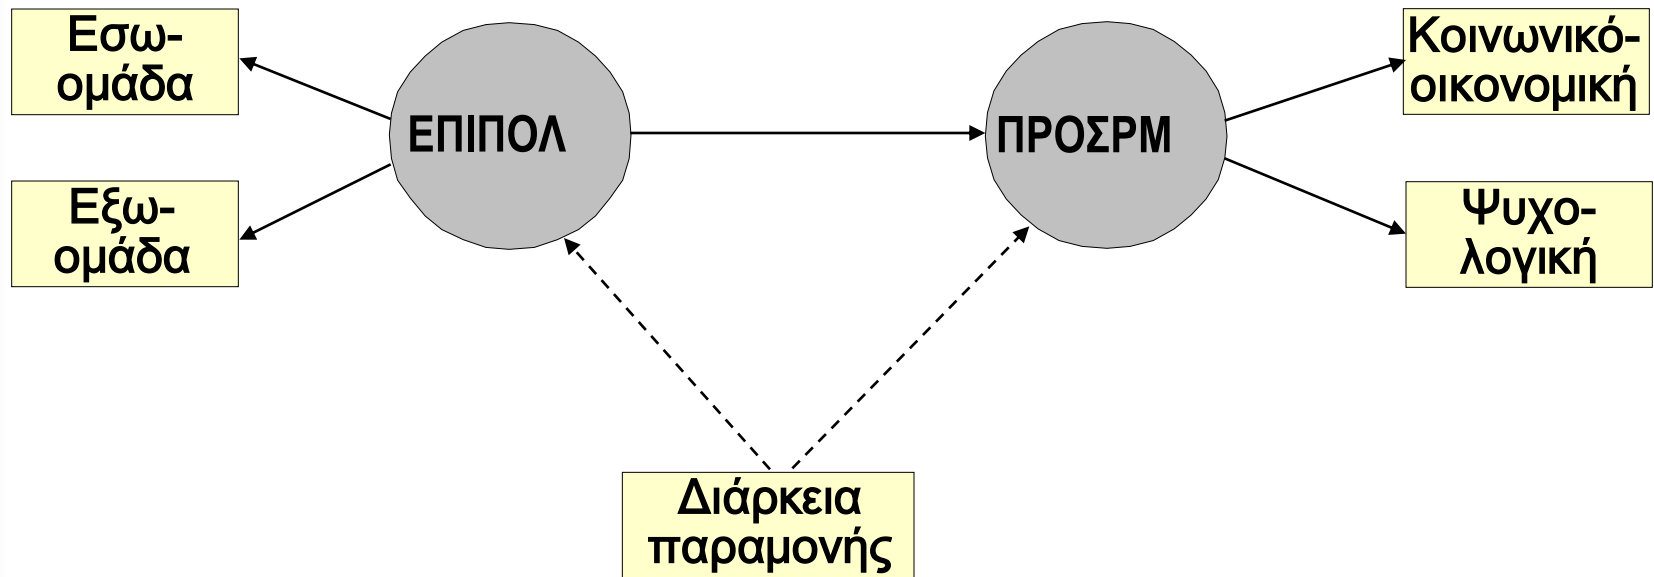 Εσω-
ομάδα
Εξω-
ομάδα
ΕΠΙΠΟΛ
ΠΡΟΣΡΜ
Κοινωνικό-
οικονομική
Ψυχο-
λογική
Διάρκεια
παραμονής